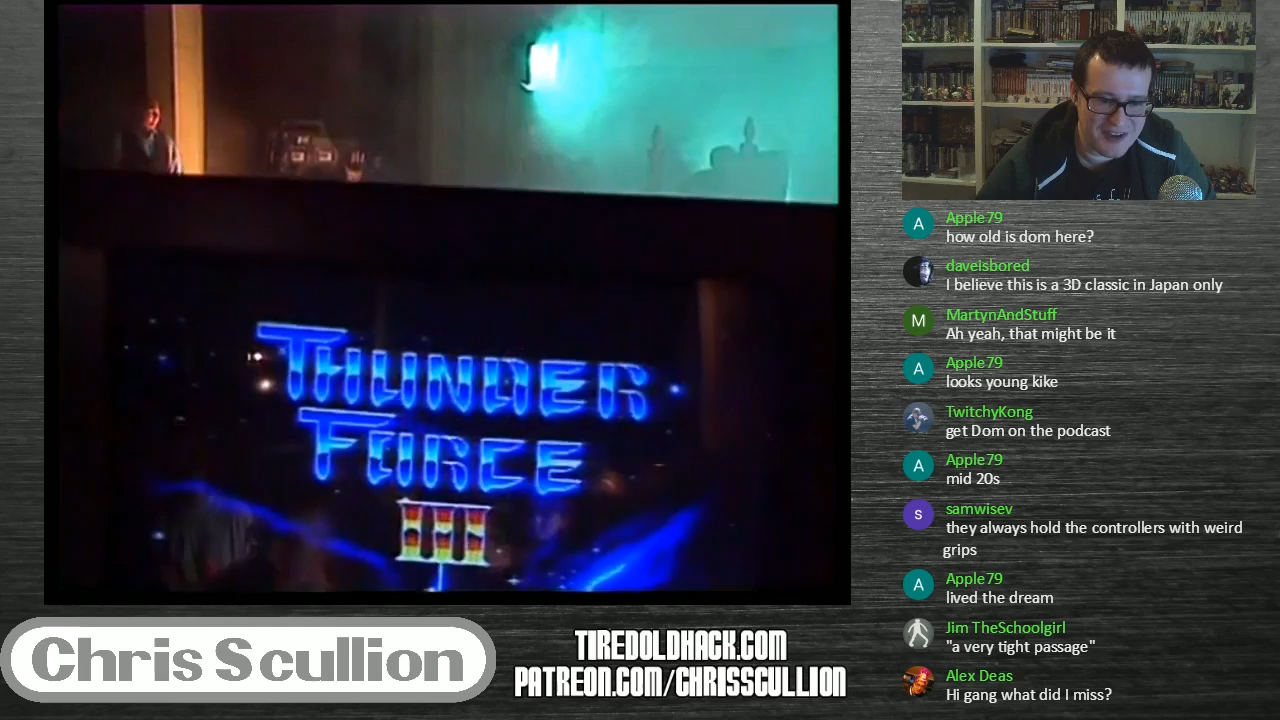 THUNDER
FORCE
III
Apple79
how old is dom here?
daveisbored
I believe this is a 3D classic in Japan only
MartynAndStuff
Ah yeah, that might be it
Apple79
looks young kike
TwitchyKong
get Dom on the podcast
Apple79
mid 20s
samwisev
they always hold the controllers with weird
grips
Apple79
lived the dream
Jim TheSchoolgirl
"a very tight passage"
Alex Deas
Hi gang what did I miss?
A
M
A
A
S
A
Chris Scullion
TIREDOLDHACK.COM
PATREON.COM/CHRISSCULLION